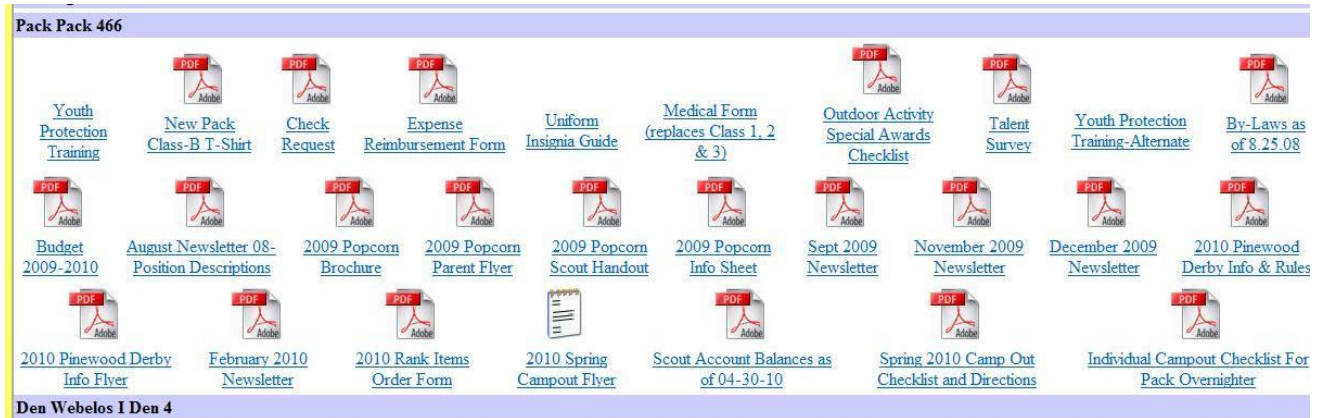 Pack Pack 466
PDF
Adobe
PDF
Adobe
PDF
Adobe
PDF
Adobe
PDF
Adobe
PDF
Adobe
Youth
Protection
Training
New Pack
Class-B T-Shirt
Check
Request
Expense
Reimbursement Form
Uniform
Insignia Guide
Medical Form
(replaces Class 1, 2
& 3)
Outdoor Activity
Special Awards
Checklist
Talent
Survey
Youth Protection
Training-Alternate
By-Laws as
of 8.25.08
PDF
Adobe
PDF
Adobe
PDF
Adobe
PDF
Adobe
PDF
Adobe
PDF
Adobe
PDF
Adobe
PDF
Adobe
PDF
Adobe
PDF
Adobe
Budget
2009-2010
August Newsletter 08-
Position Descriptions
2009 Popcorn
Brochure
2009 Popcorn
Parent Flyer
2009 Popcorn
Scout Handout
2009 Popcorn
Info Sheet
Sept 2009
Newsletter
November 2009
Newsletter
December 2009
Newsletter
2010 Pinewood
Derby Info & Rules
PDF
Adobe
PDF
Adobe
PDF
Adobe
PDF
Adobe
PDF
Adobe
PDF
Adobe
2010 Pinewood Derby
Info Flyer
February 2010
Newsletter
2010 Rank Items
Order Form
2010 Spring
Campout Flyer
Scout Account Balances as
of 04-30-10
Spring 2010 Camp Out
Checklist and Directions
Individual Campout Checklist For
Pack Overnighter
Den Webelos I Den 4